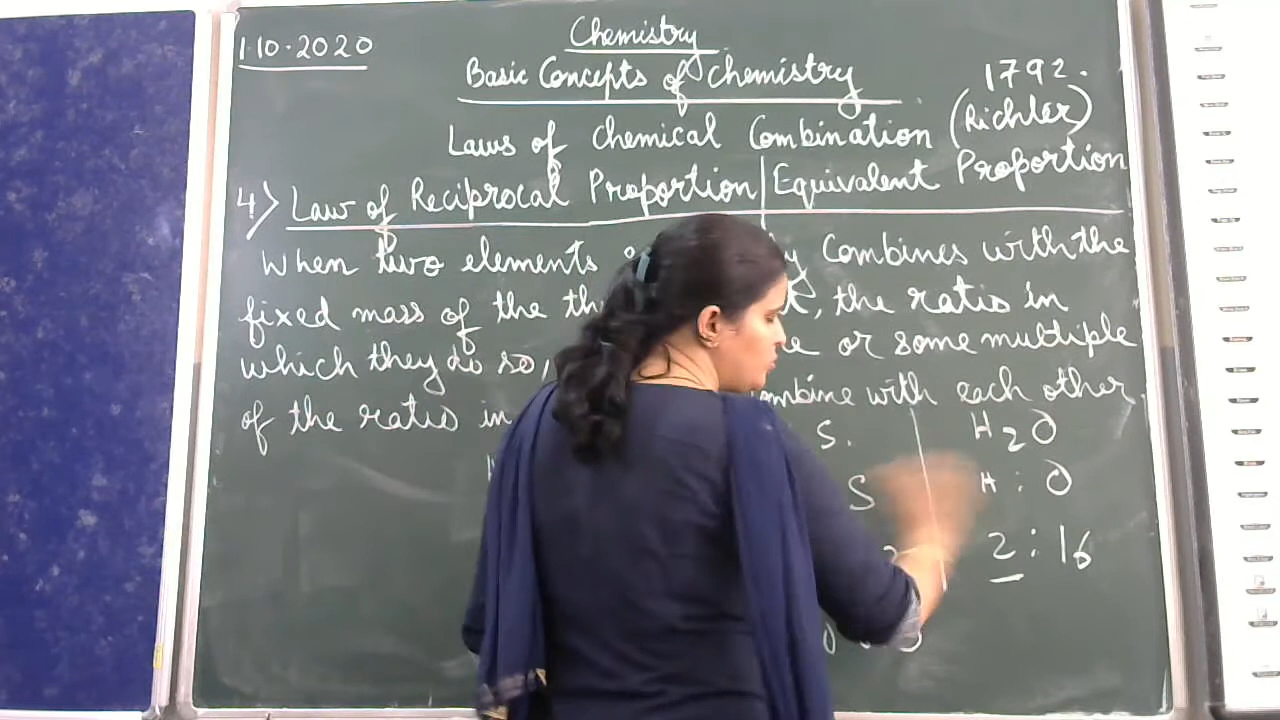 1.10.2020
Chemistry
Basic Concepts of Chemistry
1792.
Laws of Chemical Combination (Richter)
4) Law of Reciprocal Proportion | Equivalent Proportion
When two elements combines with the
fixed mass of the the ratio in
which they do so, or some multiple
of the ratio in combine with each other.
S.
H2O
S
H : O
2 : 16